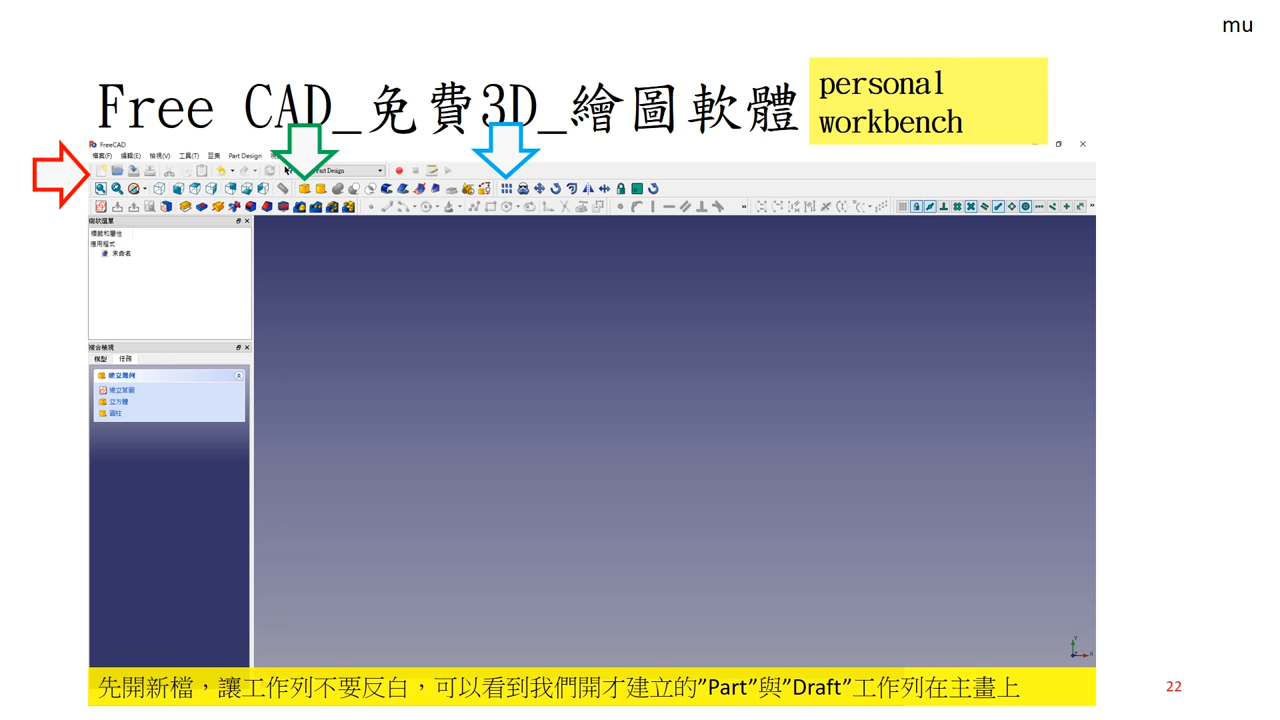 mu
Free CAD_免費3D_繪圖軟體
personal
workbench
FreeCAD
檔案(F) 編輯(E) 檢視(V) 工具(T) 巨集 Part Design
Part Design
樹狀選單
標籤和屬性
應用程式
未命名
複合檢視
模型 任務
建立幾何
建立草圖
立方體
圓柱
先開新檔，讓工作列不要反白，可以看到我們開才建立的”Part”與”Draft”工作列在主畫上
22